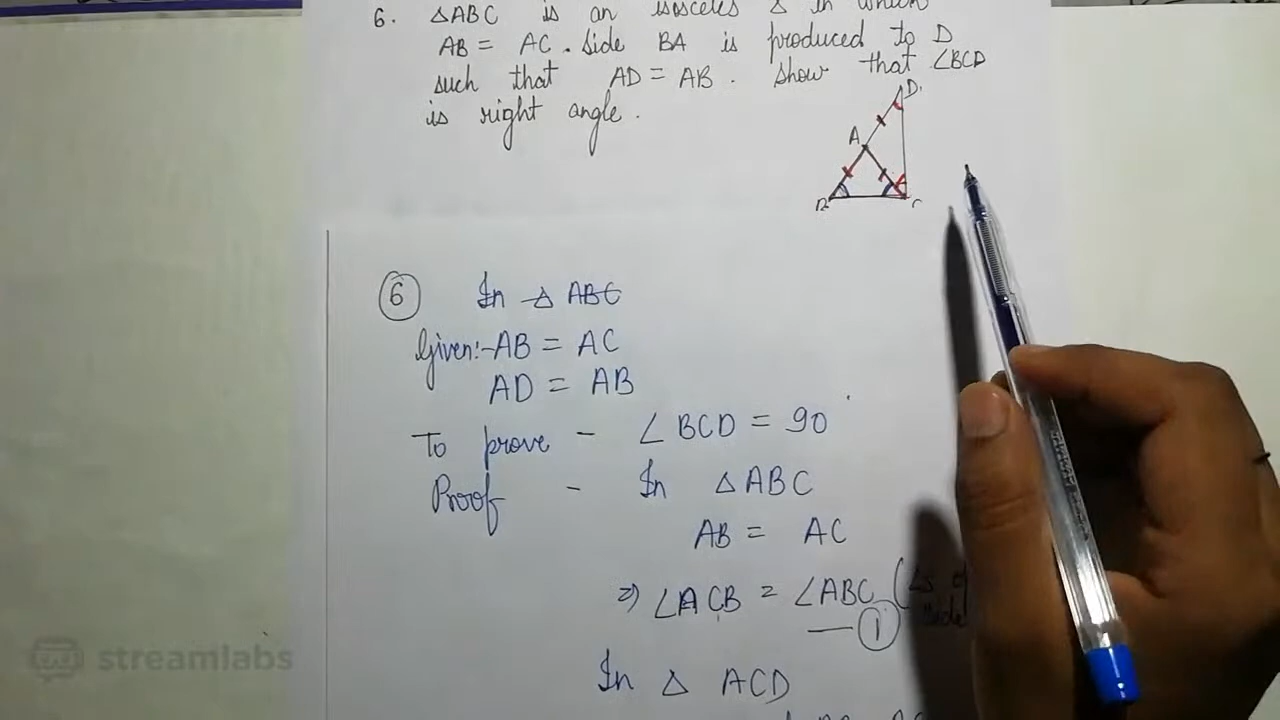 6. △ABC is an isosceles △ in which
AB = AC. Side BA is produced to D
such that AD = AB. Show that ∠BCD
is right angle.
D
A
B
C
6 In △ ABC
Given:- AB = AC
AD = AB
To prove - ∠BCD = 90
Proof - In △ABC
AB = AC
⇒ ∠ACB = ∠ABC (∠s of
side
— 1
In △ ACD
streamlabs